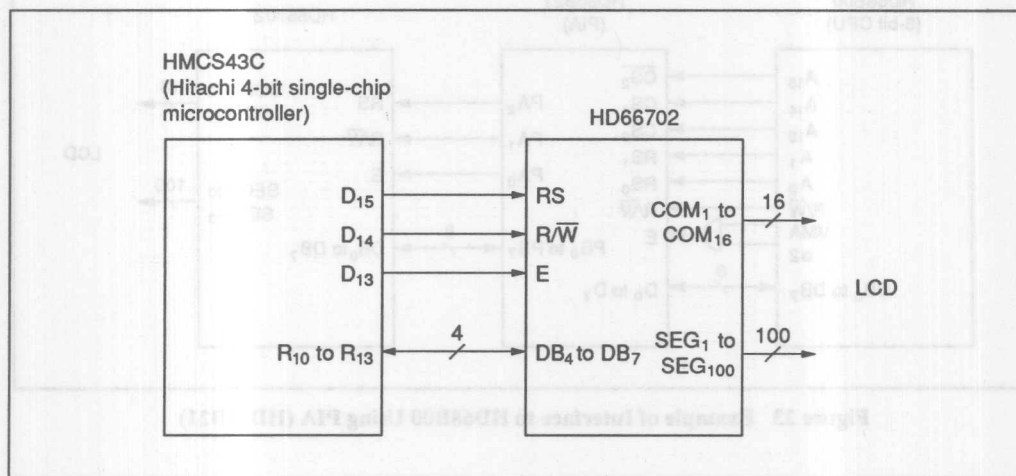 HMCS43C
(Hitachi 4-bit single-chip
microcontroller)
HD66702
D15 RS
D14 R/W̅
D13 E
COM1 to
COM16
16
LCD
R10 to R13 4 DB4 to DB7
SEG1 to
SEG100
100